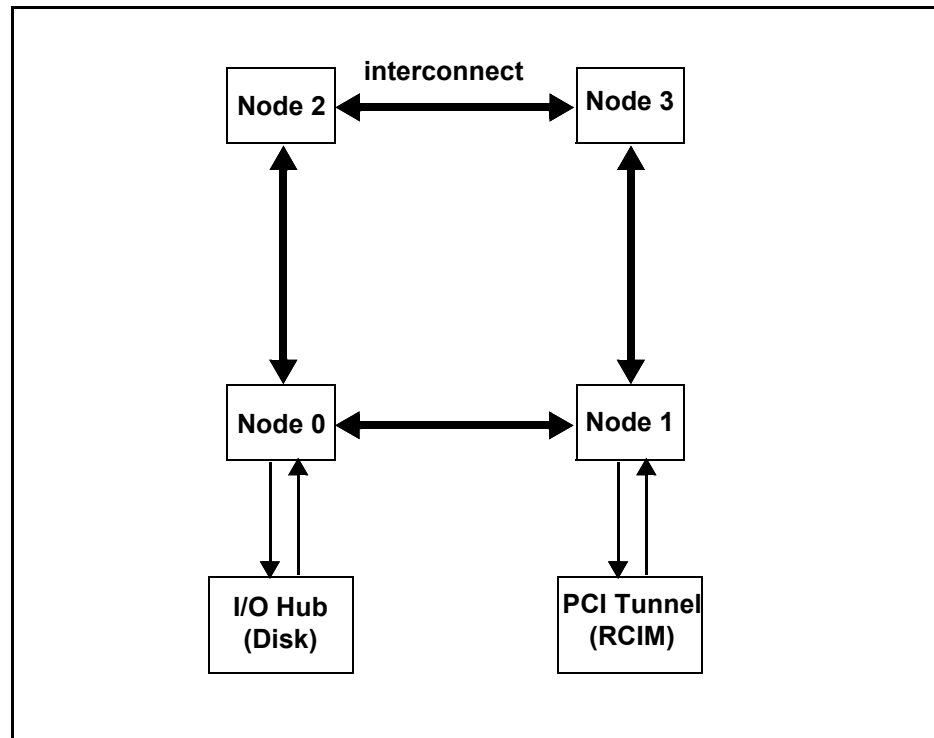 interconnect
Node 2
Node 3
Node 0
Node 1
I/O Hub
(Disk)
PCI Tunnel
(RCIM)